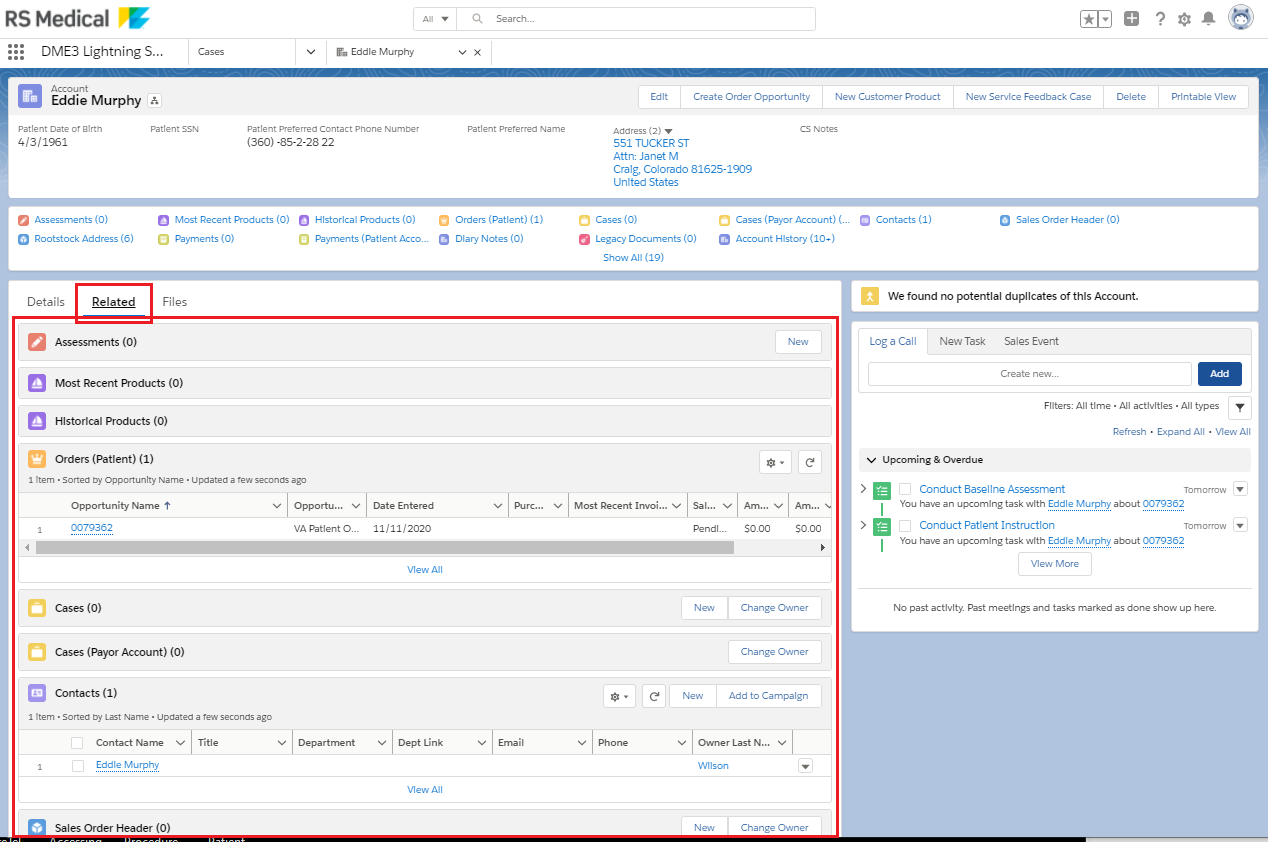 RS Medical
All
Search...
DME3 Lightning S...
Cases
Eddie Murphy
Account
Eddie Murphy
Edit
Create Order Opportunity
New Customer Product
New Service Feedback Case
Delete
Printable View
Patient Date of Birth
4/3/1961
Patient SSN
Patient Preferred Contact Phone Number
(360) -85-2-28 22
Patient Preferred Name
Address (2)
551 TUCKER ST
Attn: Janet M
Craig, Colorado 81625-1909
United States
CS Notes
Assessments (0)
Most Recent Products (0)
Historical Products (0)
Orders (Patient) (1)
Cases (0)
Cases (Payor Account) (...
Contacts (1)
Sales Order Header (0)
Rootstock Address (6)
Payments (0)
Payments (Patient Acco...
Diary Notes (0)
Legacy Documents (0)
Account History (10+)
Show All (19)
Details
Related
Files
Assessments (0)
New
Most Recent Products (0)
Historical Products (0)
Orders (Patient) (1)
1 item • Sorted by Opportunity Name • Updated a few seconds ago
Opportunity Name ↑
Opportu...
Date Entered
Purc...
Most Recent Invoi...
Sal...
Am...
Am...
1
0079362
VA Patient O...
11/11/2020
Pendi...
$0.00
$0.00
View All
Cases (0)
New
Change Owner
Cases (Payor Account) (0)
Change Owner
Contacts (1)
New
Add to Campaign
1 item • Sorted by Last Name • Updated a few seconds ago
Contact Name
Title
Department
Dept Link
Email
Phone
Owner Last N...
1
Eddie Murphy
Wilson
View All
Sales Order Header (0)
New
Change Owner
We found no potential duplicates of this Account.
Log a Call
New Task
Sales Event
Create new...
Add
Filters: All time • All activities • All types
Refresh • Expand All • View All
Upcoming & Overdue
Conduct Baseline Assessment
Tomorrow
You have an upcoming task with Eddie Murphy about 0079362
Conduct Patient Instruction
Tomorrow
You have an upcoming task with Eddie Murphy about 0079362
View More
No past activity. Past meetings and tasks marked as done show up here.
Accessing Procedure Patient